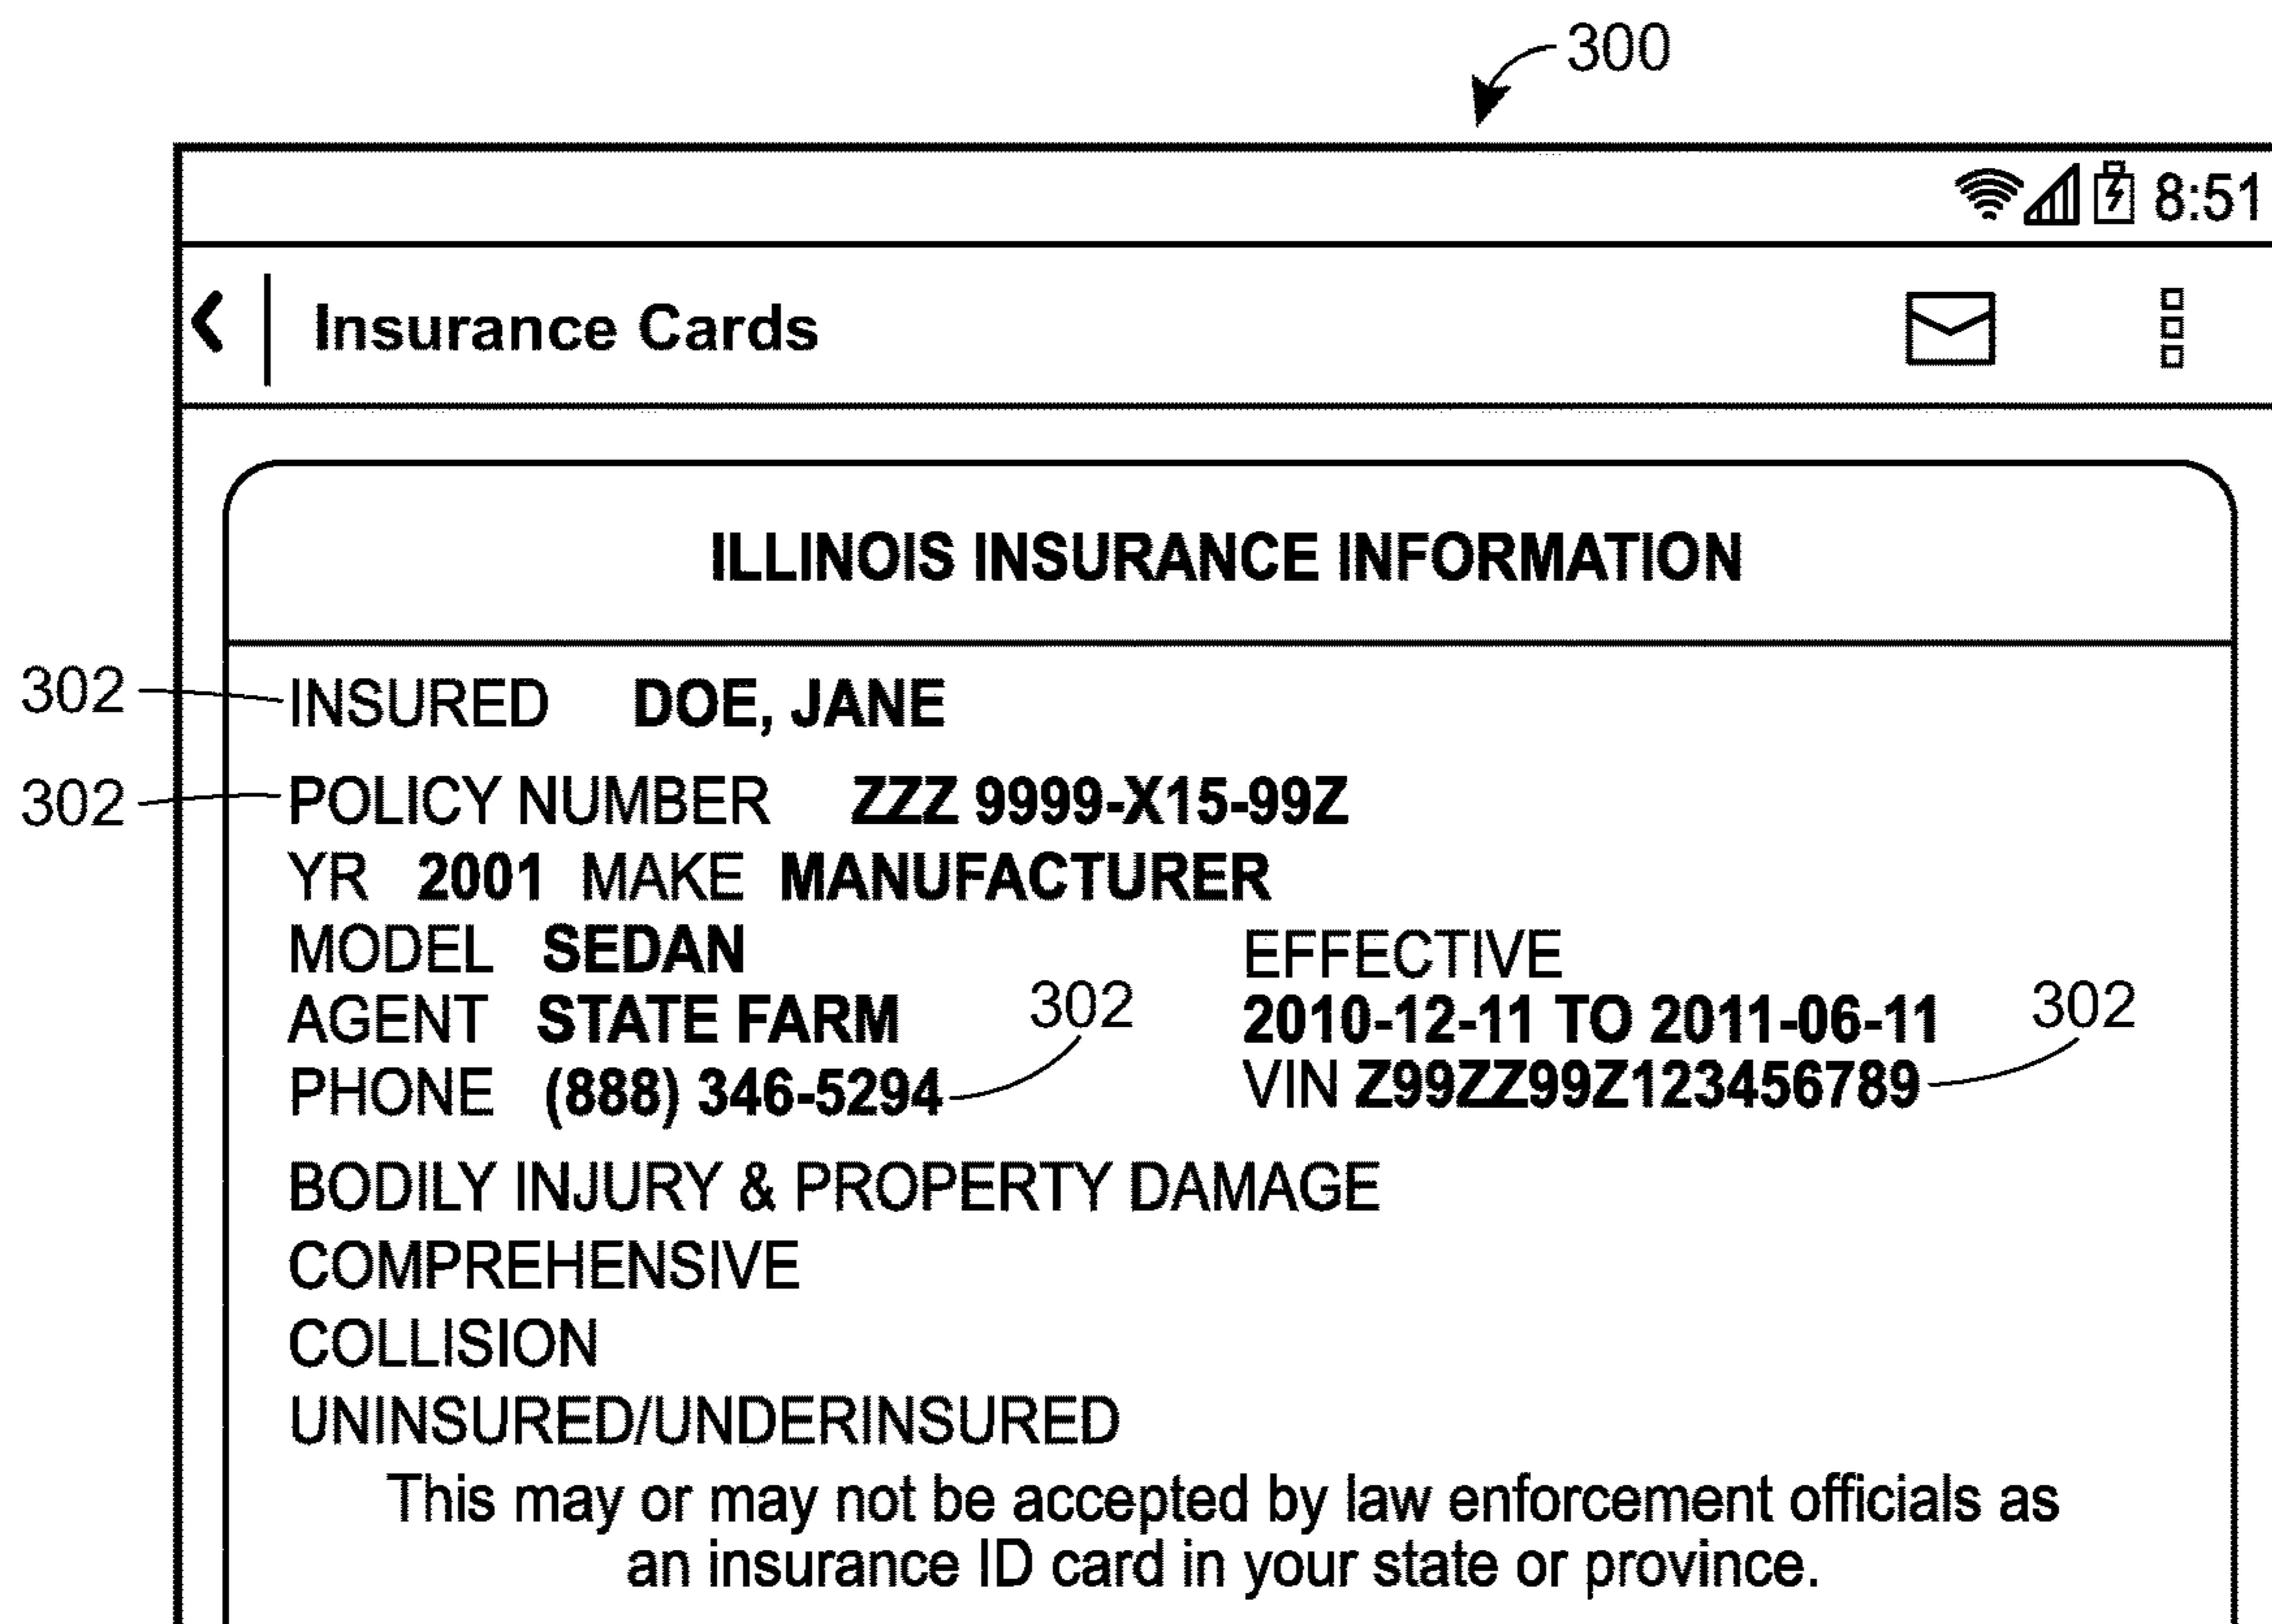 300
8:51
Insurance Cards
ILLINOIS INSURANCE INFORMATION
302 INSURED DOE, JANE
302 POLICY NUMBER ZZZ 9999-X15-99Z
YR 2001 MAKE MANUFACTURER
MODEL SEDAN
AGENT STATE FARM
PHONE (888) 346-5294
302
EFFECTIVE
2010-12-11 TO 2011-06-11
VIN Z99ZZ99Z123456789
302
BODILY INJURY & PROPERTY DAMAGE
COMPREHENSIVE
COLLISION
UNINSURED/UNDERINSURED
This may or may not be accepted by law enforcement officials as
an insurance ID card in your state or province.